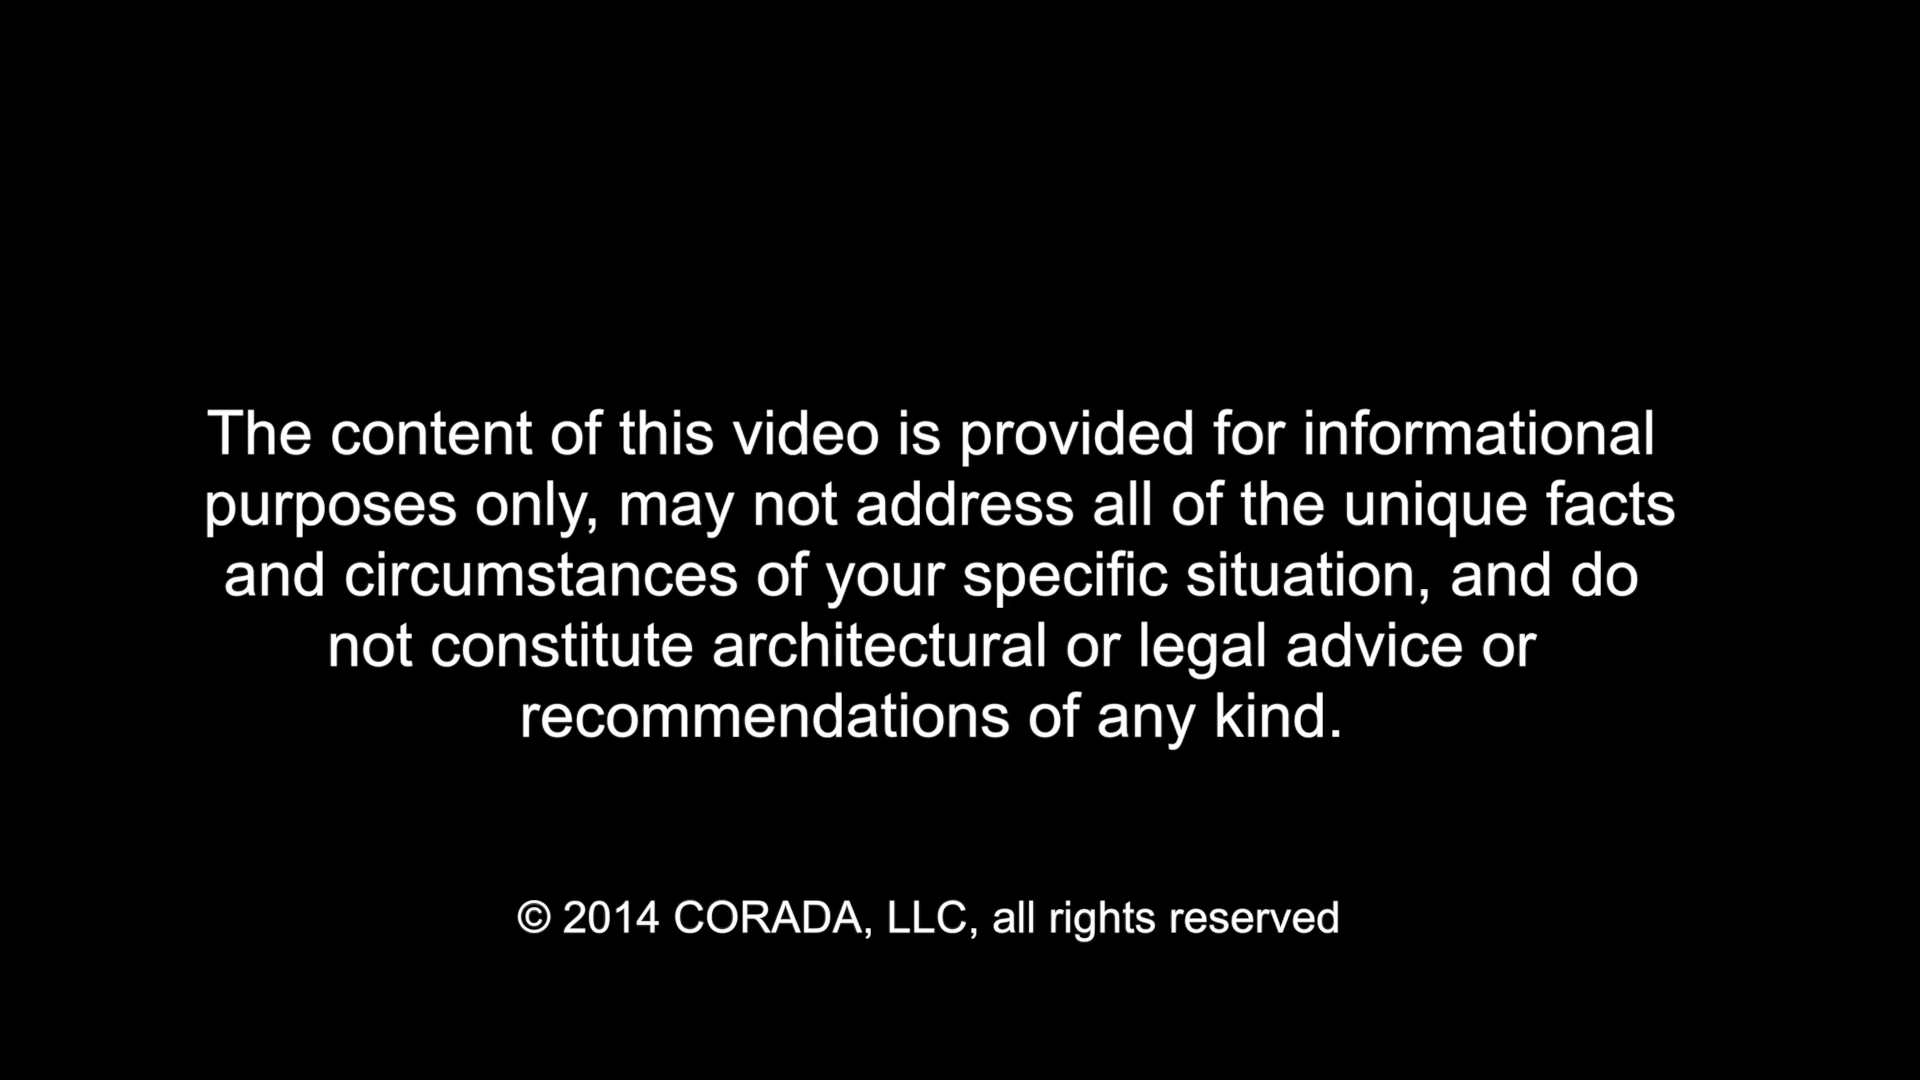 The content of this video is provided for informational
purposes only, may not address all of the unique facts
and circumstances of your specific situation, and do
not constitute architectural or legal advice or
recommendations of any kind.
© 2014 CORADA, LLC, all rights reserved